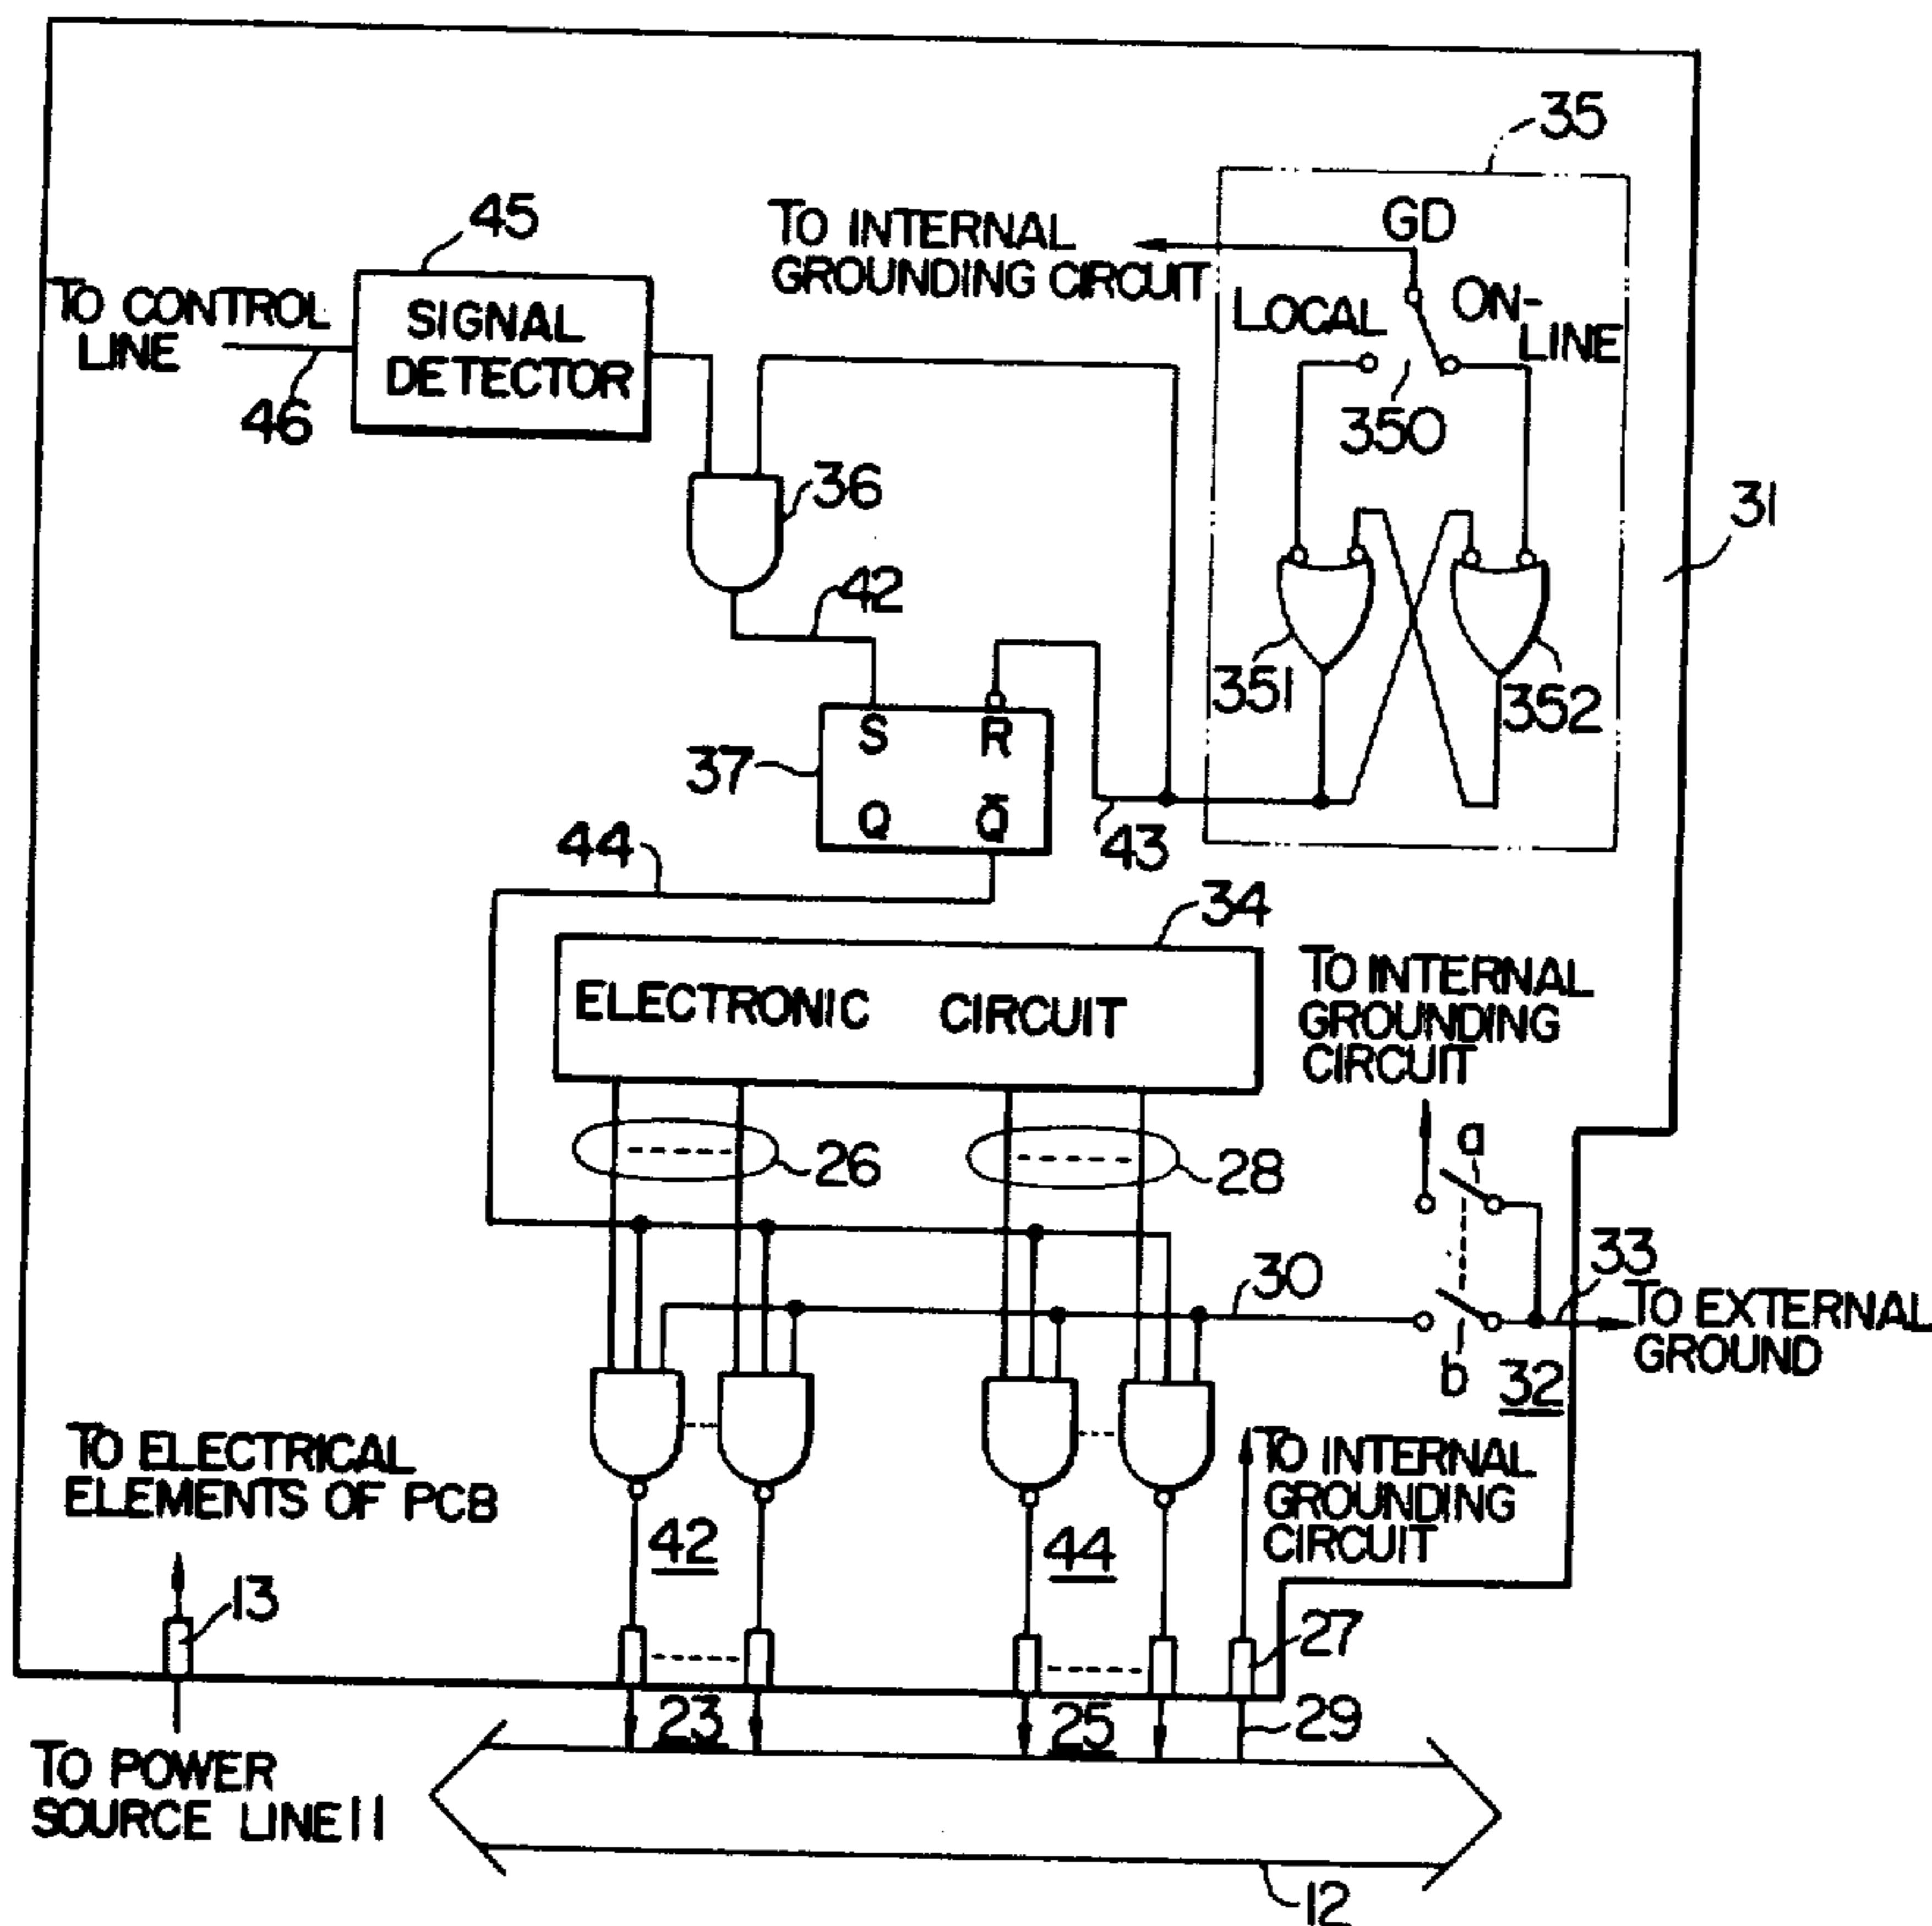 35
45
TO INTERNAL
GROUNDING CIRCUIT
GD
TO CONTROL
LINE
SIGNAL
DETECTOR
LOCAL
ON-
LINE
46
350
36
31
42
351
352
S
R
37
Q
Q̄
43
44
34
ELECTRONIC CIRCUIT
TO INTERNAL
GROUNDING
CIRCUIT
a
26
28
33
30
TO EXTERNAL
GROUND
b
32
TO ELECTRICAL
ELEMENTS OF PCB
TO INTERNAL
GROUNDING
CIRCUIT
42
44
13
27
23
25
29
TO POWER
SOURCE LINE 11
12